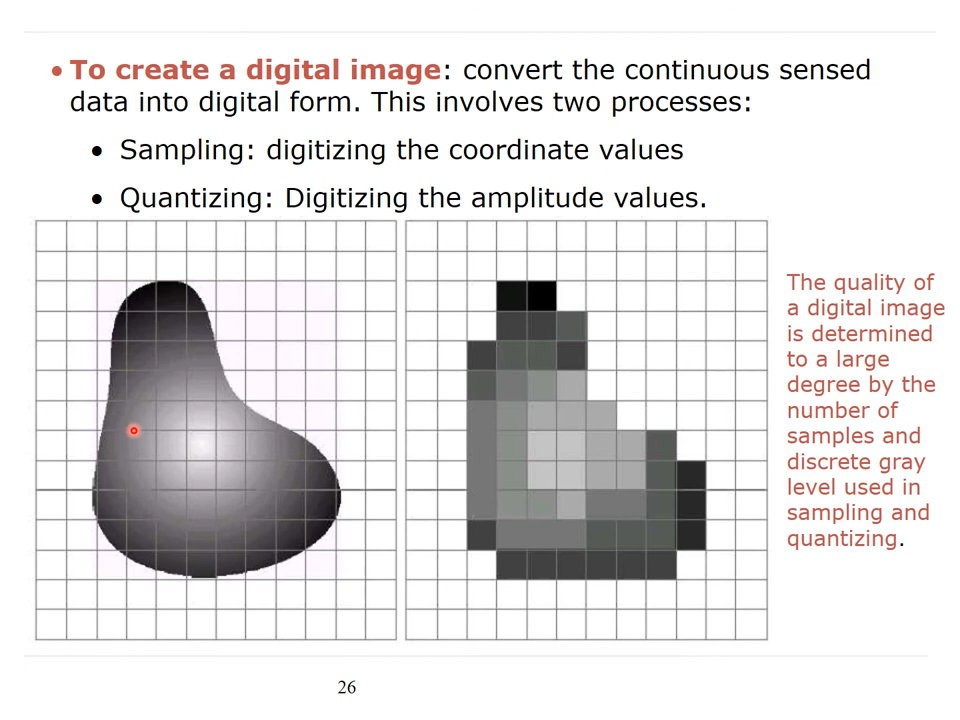 • To create a digital image: convert the continuous sensed
data into digital form. This involves two processes:
• Sampling: digitizing the coordinate values
• Quantizing: Digitizing the amplitude values.
The quality of
a digital image
is determined
to a large
degree by the
number of
samples and
discrete gray
level used in
sampling and
quantizing.
26